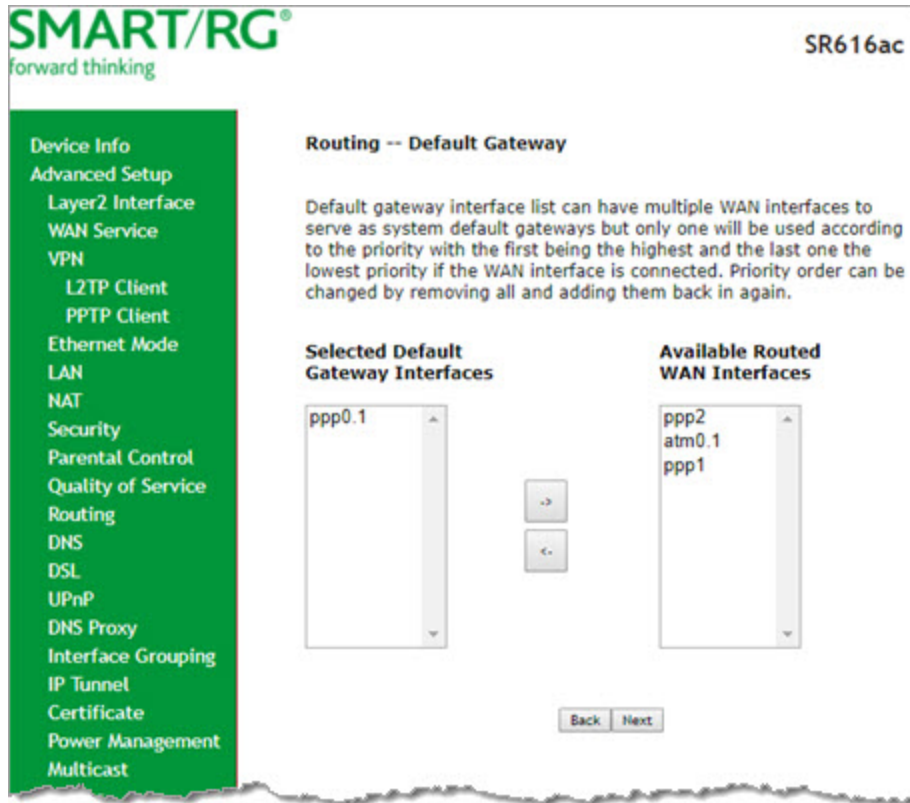 SMART/RG®
forward thinking
SR616ac
Device Info
Advanced Setup
Layer2 Interface
WAN Service
VPN
L2TP Client
PPTP Client
Ethernet Mode
LAN
NAT
Security
Parental Control
Quality of Service
Routing
DNS
DSL
UPnP
DNS Proxy
Interface Grouping
IP Tunnel
Certificate
Power Management
Multicast
Routing -- Default Gateway
Default gateway interface list can have multiple WAN interfaces to
serve as system default gateways but only one will be used according
to the priority with the first being the highest and the last one the
lowest priority if the WAN interface is connected. Priority order can be
changed by removing all and adding them back in again.
Selected Default
Gateway Interfaces
ppp0.1
->
<-
Available Routed
WAN Interfaces
ppp2
atm0.1
ppp1
Back
Next